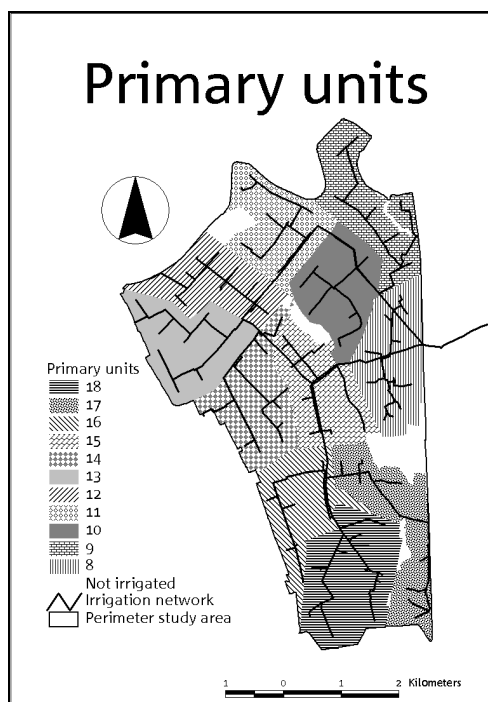 Primary units
Primary units
18
17
16
15
14
13
12
11
10
9
8
Not irrigated
Irrigation network
Perimeter study area
1 0 1 2 Kilometers